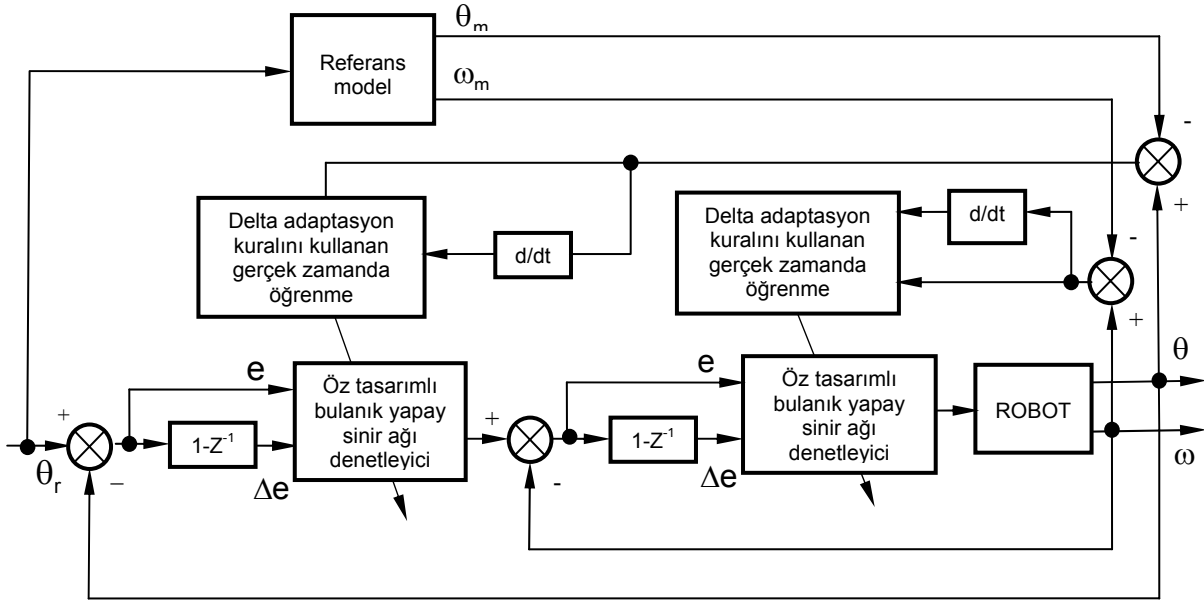 θm
Referans
model
ωm
-
+
Delta adaptasyon
kuralını kullanan
gerçek zamanda
öğrenme
d/dt
Delta adaptasyon
kuralını kullanan
gerçek zamanda
öğrenme
d/dt
-
+
θ
e
Öz tasarımlı
bulanık yapay
sinir ağı
denetleyici
e
Öz tasarımlı
bulanık yapay
sinir ağı
denetleyici
ROBOT
+
1-Z-1
+
1-Z-1
ω
θr
–
Δe
-
Δe